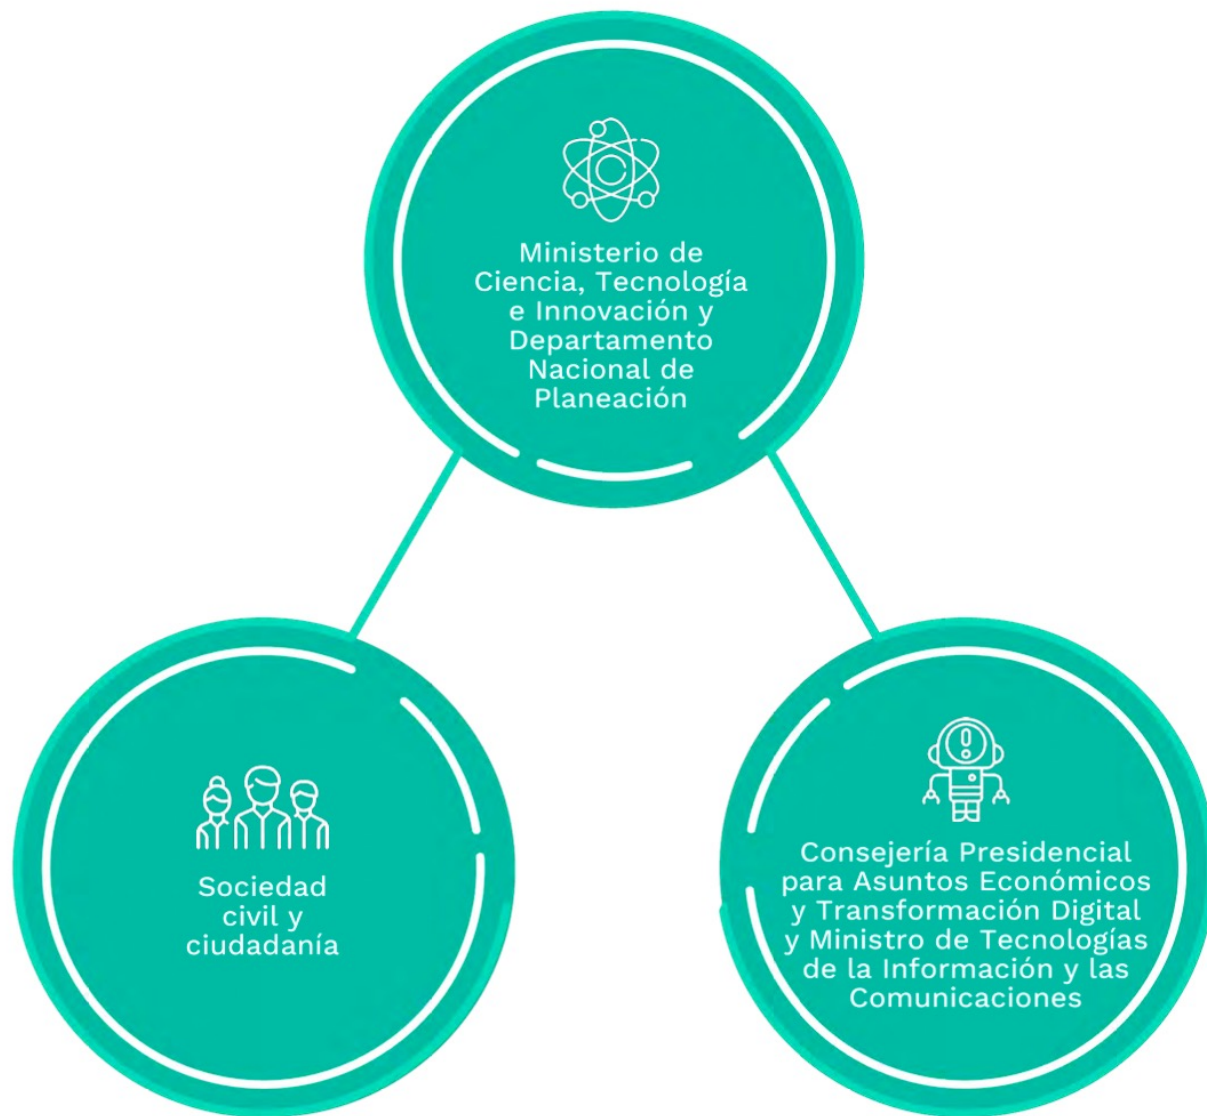 Ministerio de
Ciencia, Tecnología
e Innovación y
Departamento
Nacional de
Planeación
Sociedad
civil y
ciudadanía
Consejería Presidencial
para Asuntos Económicos
y Transformación Digital
y Ministro de Tecnologías
de la Información y las
Comunicaciones